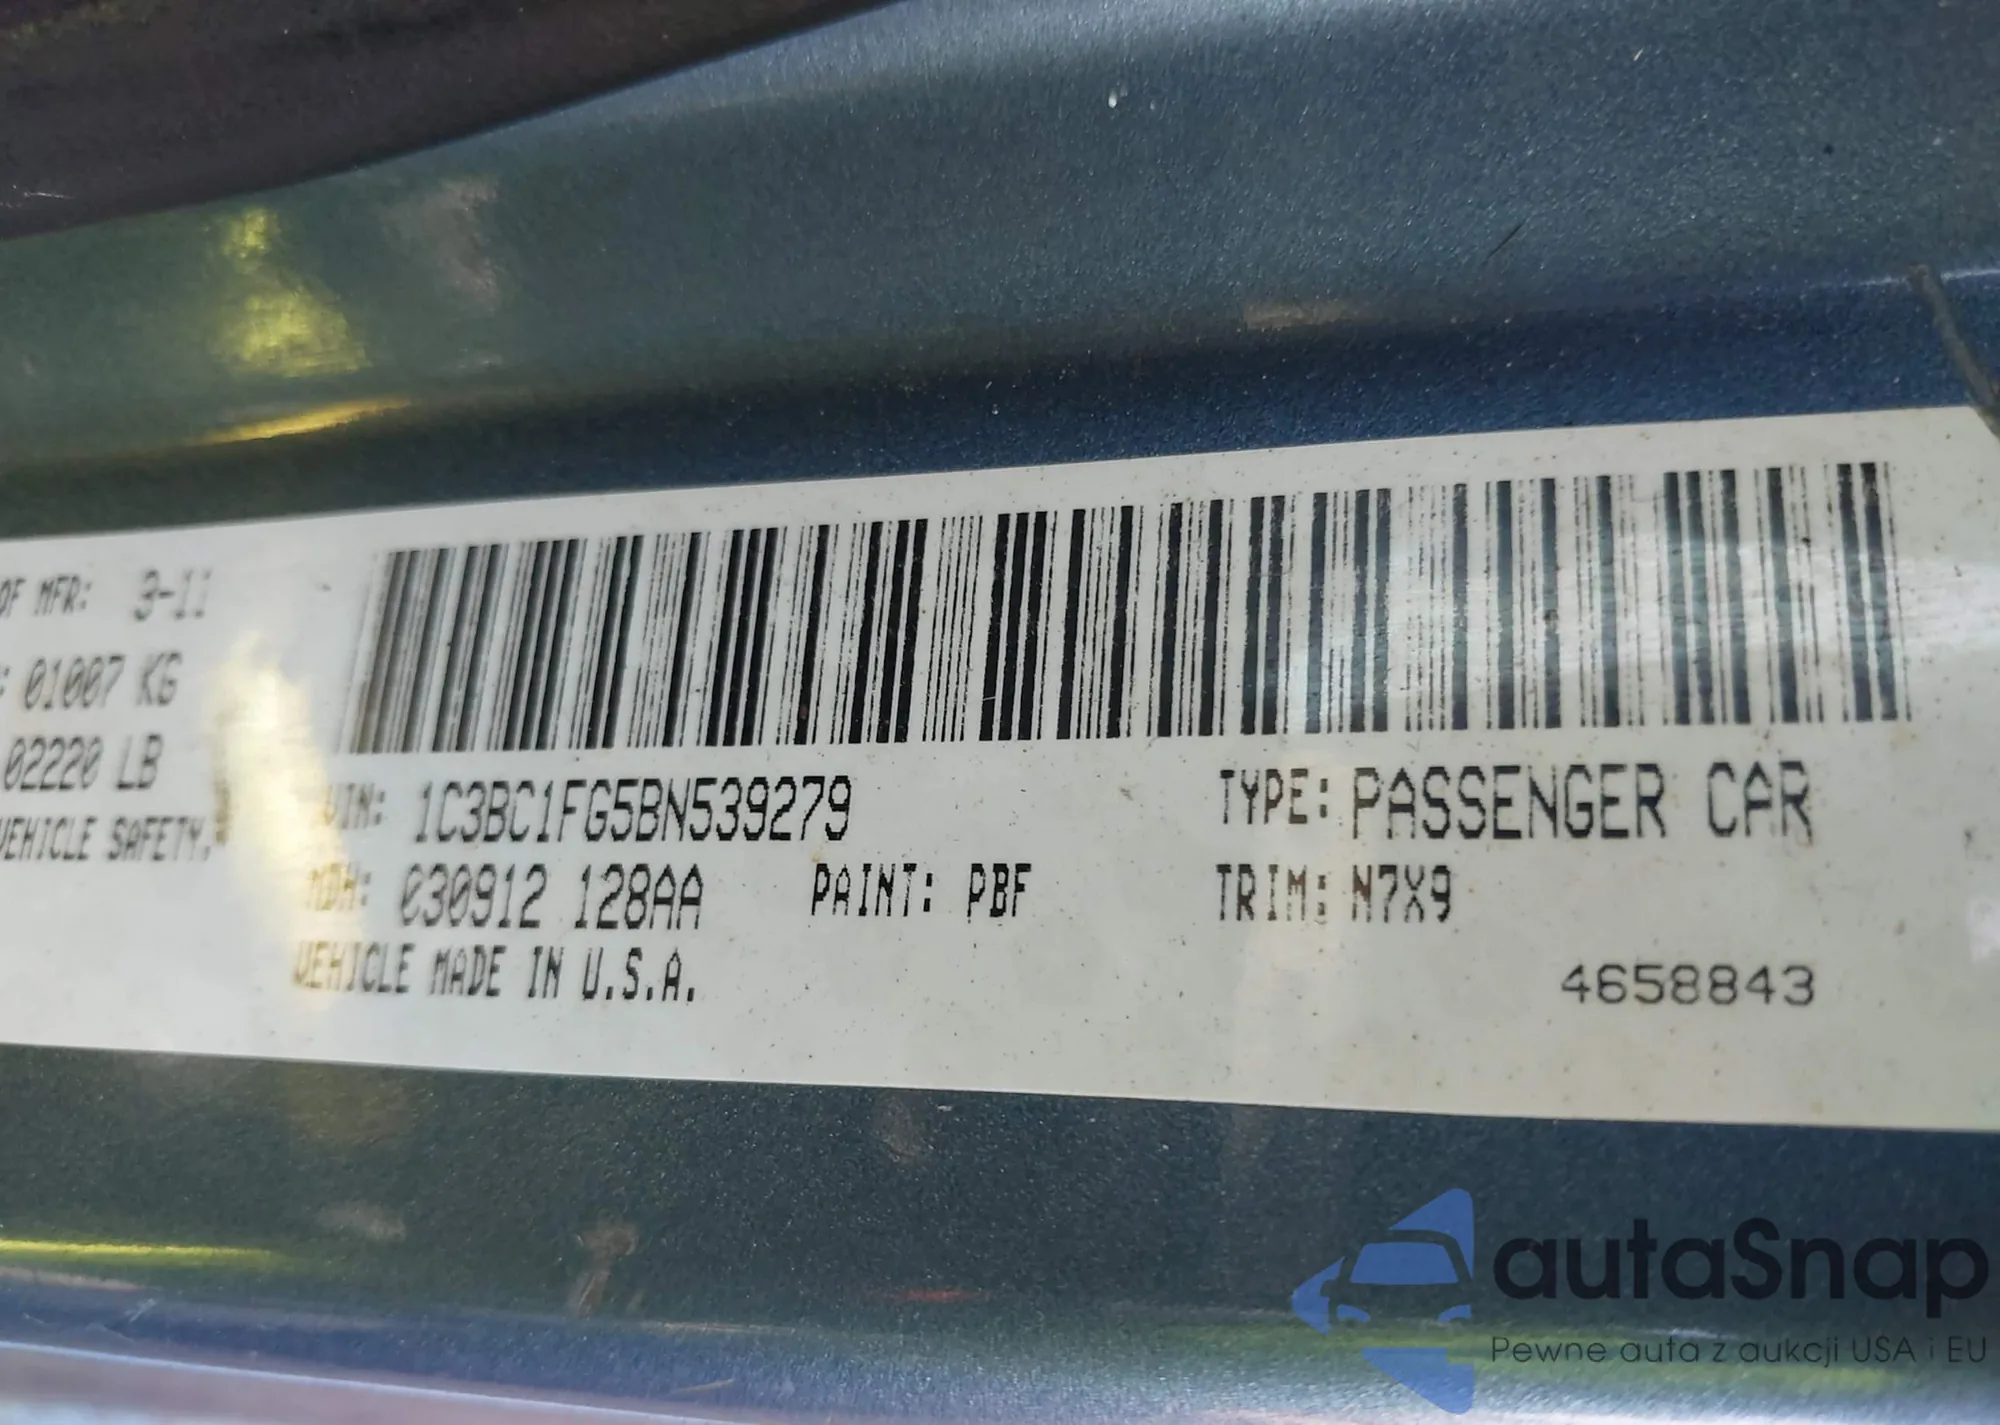 OF MFR: 3-11
: 01007 KG
02220 LB
VEHICLE SAFETY.
VIN: 1C3BC1FG5BN539279
TYPE: PASSENGER CAR
MDH: 030912 128AA
PAINT: PBF
TRIM: N7X9
VEHICLE MADE IN U.S.A.
4658843
autaSnap
Pewne auta z aukcji USA i EU